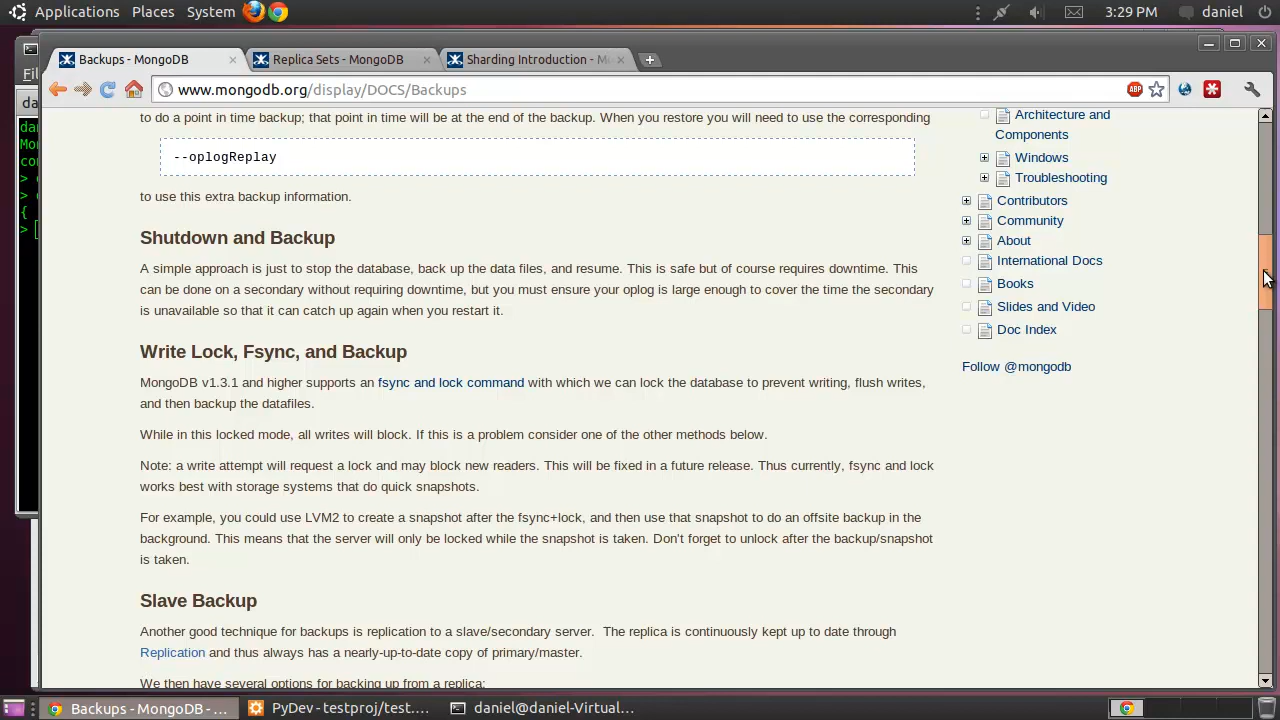 Applications Places System 3:29 PM daniel
Backups - MongoDB Replica Sets - MongoDB Sharding Introduction - Mo
www.mongodb.org/display/DOCS/Backups
Fil
da
da
Mo
co
> 
> 
{
>
to do a point in time backup; that point in time will be at the end of the backup. When you restore you will need to use the corresponding
--oplogReplay
to use this extra backup information.
Shutdown and Backup
A simple approach is just to stop the database, back up the data files, and resume. This is safe but of course requires downtime. This
can be done on a secondary without requiring downtime, but you must ensure your oplog is large enough to cover the time the secondary
is unavailable so that it can catch up again when you restart it.
Write Lock, Fsync, and Backup
MongoDB v1.3.1 and higher supports an fsync and lock command with which we can lock the database to prevent writing, flush writes,
and then backup the datafiles.
While in this locked mode, all writes will block. If this is a problem consider one of the other methods below.
Note: a write attempt will request a lock and may block new readers. This will be fixed in a future release. Thus currently, fsync and lock
works best with storage systems that do quick snapshots.
For example, you could use LVM2 to create a snapshot after the fsync+lock, and then use that snapshot to do an offsite backup in the
background. This means that the server will only be locked while the snapshot is taken. Don't forget to unlock after the backup/snapshot
is taken.
Slave Backup
Another good technique for backups is replication to a slave/secondary server. The replica is continuously kept up to date through
Replication and thus always has a nearly-up-to-date copy of primary/master.
We then have several options for backing up from a replica:
Architecture and
Components
Windows
Troubleshooting
Contributors
Community
About
International Docs
Books
Slides and Video
Doc Index
Follow @mongodb
ABP
Backups - MongoDB -... PyDev - testproj/test.... daniel@daniel-Virtual...